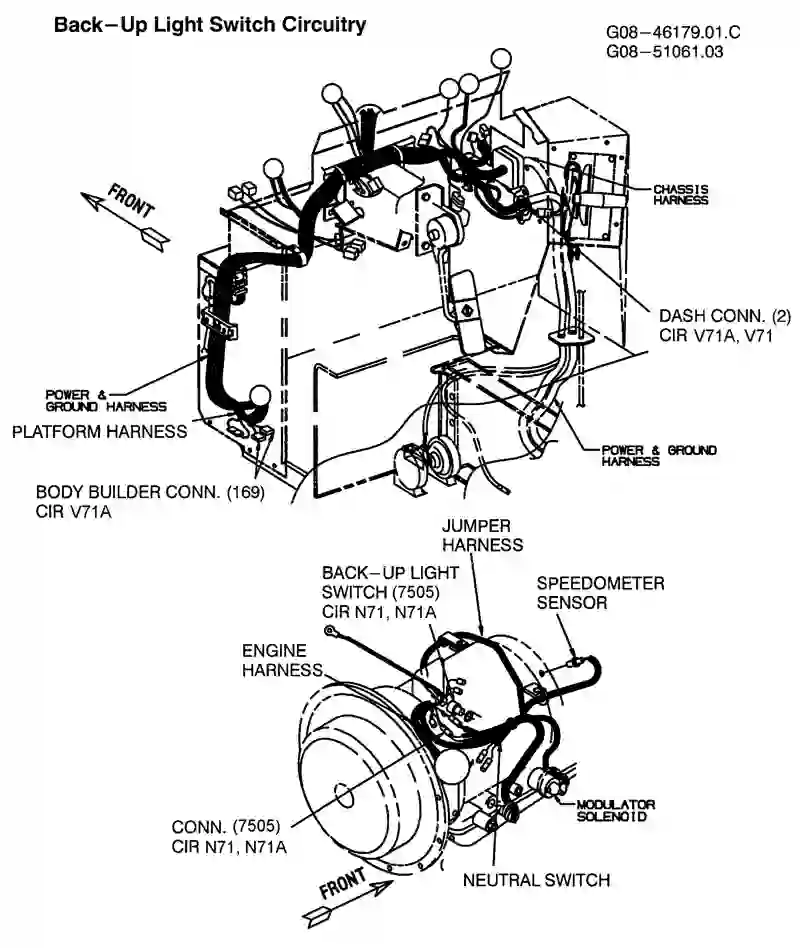 Back-Up Light Switch Circuitry
G08-46179.01.C
G08-51061.03
FRONT
CHASSIS
HARNESS
DASH CONN. (2)
CIR V71A, V71
POWER &
GROUND HARNESS
PLATFORM HARNESS
POWER & GROUND
HARNESS
BODY BUILDER CONN. (169)
CIR V71A
JUMPER
HARNESS
BACK-UP LIGHT
SWITCH (7505)
CIR N71, N71A
SPEEDOMETER
SENSOR
ENGINE
HARNESS
MODULATOR
SOLENOID
CONN. (7505)
CIR N71, N71A
NEUTRAL SWITCH
FRONT